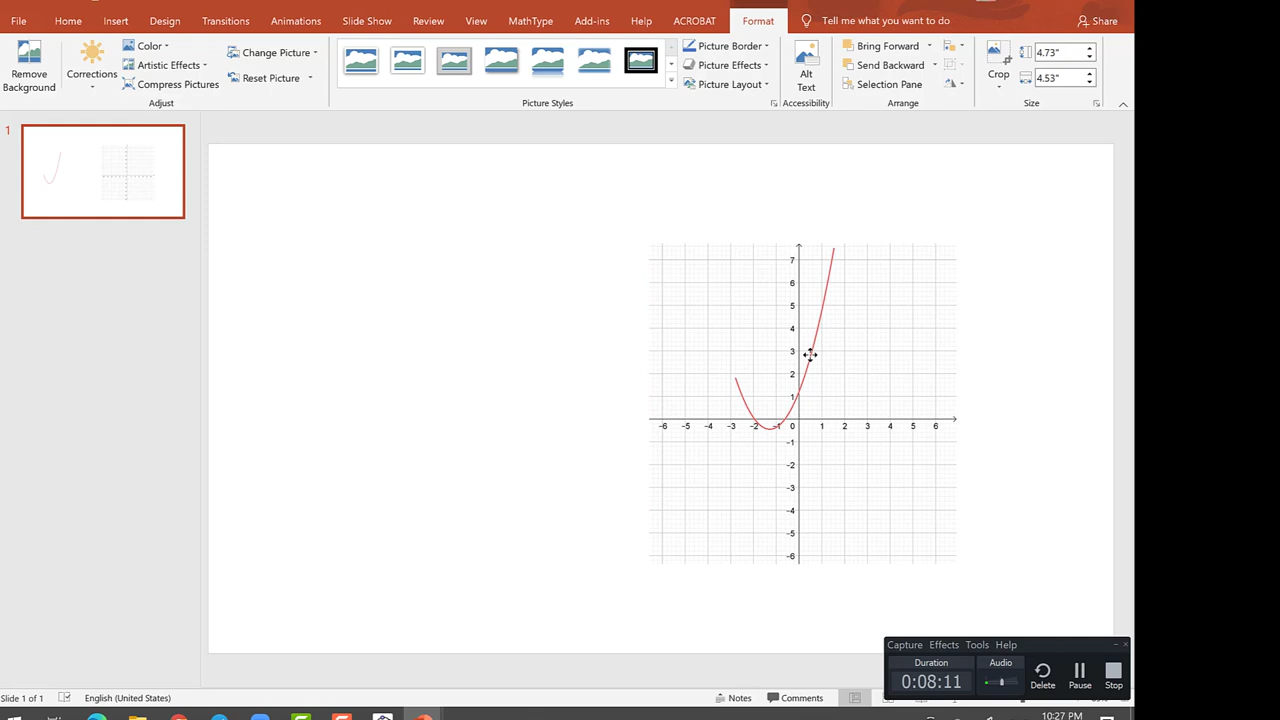 File Home Insert Design Transitions Animations Slide Show Review View MathType Add-ins Help ACROBAT Format Tell me what you want to do Share
Remove Background
Corrections
Color
Artistic Effects
Compress Pictures
Change Picture
Reset Picture
Adjust
Picture Border
Picture Effects
Picture Layout
Picture Styles
Alt Text
Accessibility
Bring Forward
Send Backward
Selection Pane
Arrange
Crop
4.73"
4.53"
Size
1
7
6
5
4
3
2
1
-6 -5 -4 -3 -2 -1 0 1 2 3 4 5 6
-1
-2
-3
-4
-5
-6
Capture Effects Tools Help
Duration
0:08:11
Audio
Delete
Pause
Stop
Slide 1 of 1 English (United States) Notes Comments
10:27 PM